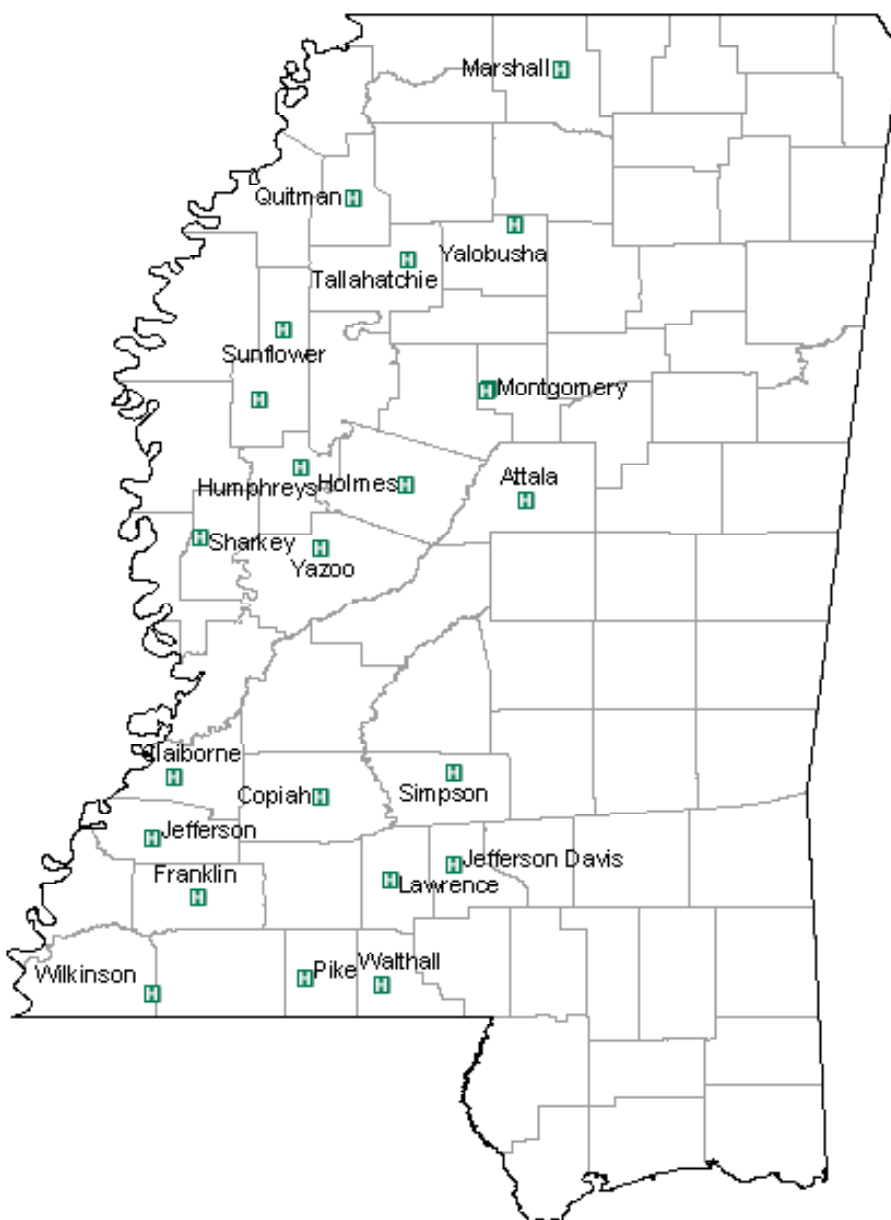 Marshall H
Quitman H
H
Yalobusha
H
Tallahatchie
H
Sunflower
H
H Montgomery
H
Humphreys
Holmes H
Attala
H
H Sharkey
H
Yazoo
Claiborne
H
Copiah H
H
Simpson
H Jefferson
Franklin
H
H Lawrence
H Jefferson Davis
Wilkinson
H
H Pike
Walthall
H